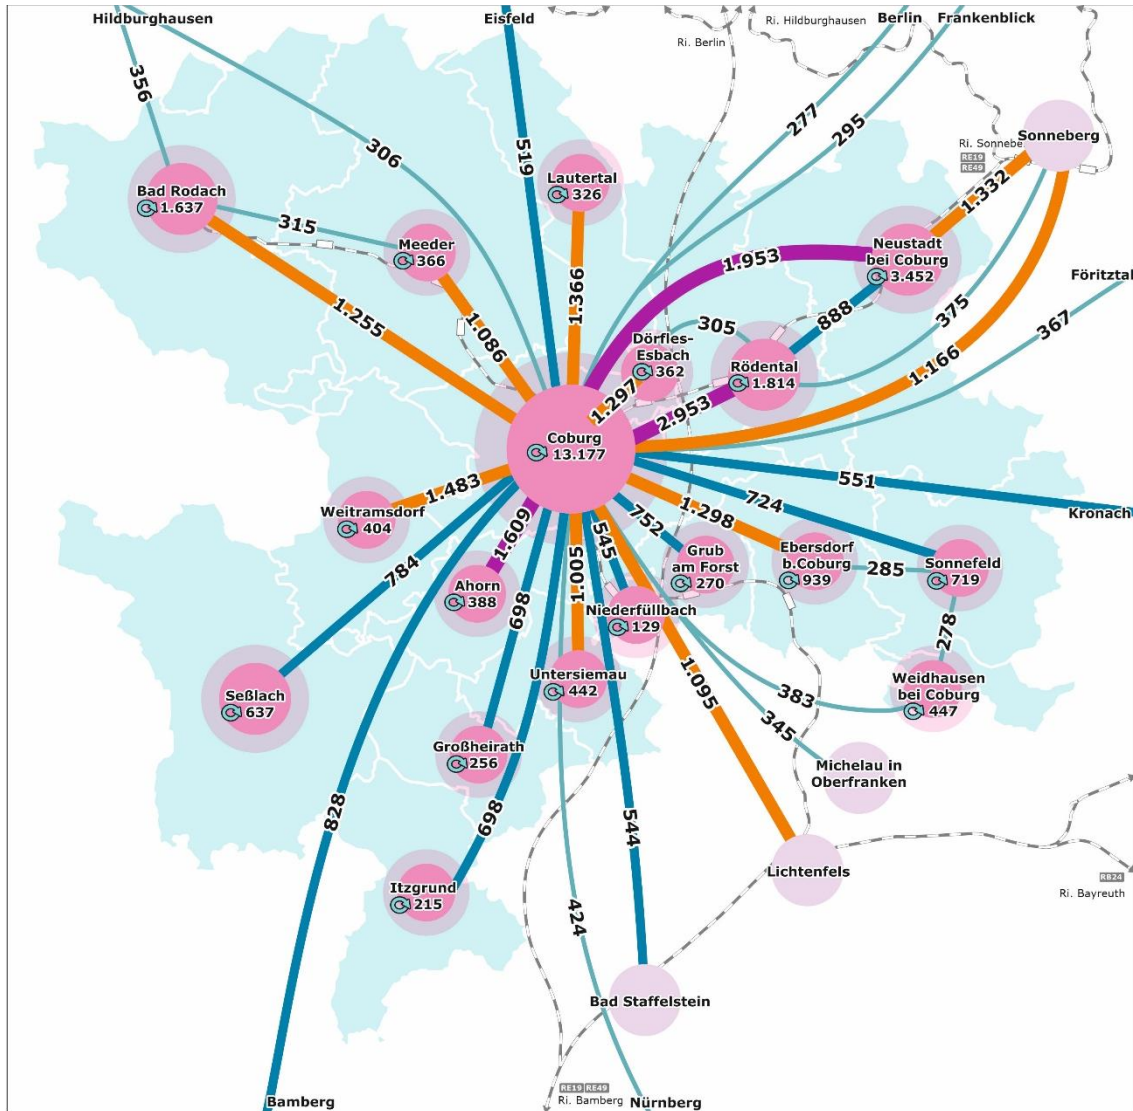 Hildburghausen
Eisfeld
Ri. Hildburghausen
Berlin
Frankenblick
Ri. Berlin
356
306
519
277
295
Ri. Sonnebe
RE19
RE49
Sonneberg
Lautertal
326
Bad Rodach
1.637
315
Meeder
366
1.332
Neustadt
bei Coburg
3.452
1.953
Föritztal
1.255
1.086
1.366
Dörfles-
Esbach
362
305
888
375
367
Rödental
1.814
1.166
1.297
2.953
Coburg
13.177
551
Kronach
1.483
Weitramsdorf
404
724
1.298
752
545
1.609
784
Grub
am Forst
270
Ebersdorf
b.Coburg
939
285
Sonnefeld
719
Ahorn
388
698
1.005
Niederfüllbach
129
278
Untersiemau
442
1.095
383
345
Weidhausen
bei Coburg
447
Seßlach
637
Großheirath
256
Michelau in
Oberfranken
828
698
544
Lichtenfels
RB24
Ri. Bayreuth
Itzgrund
215
424
Bad Staffelstein
RE19 RE49
Ri. Bamberg
Bamberg
Nürnberg